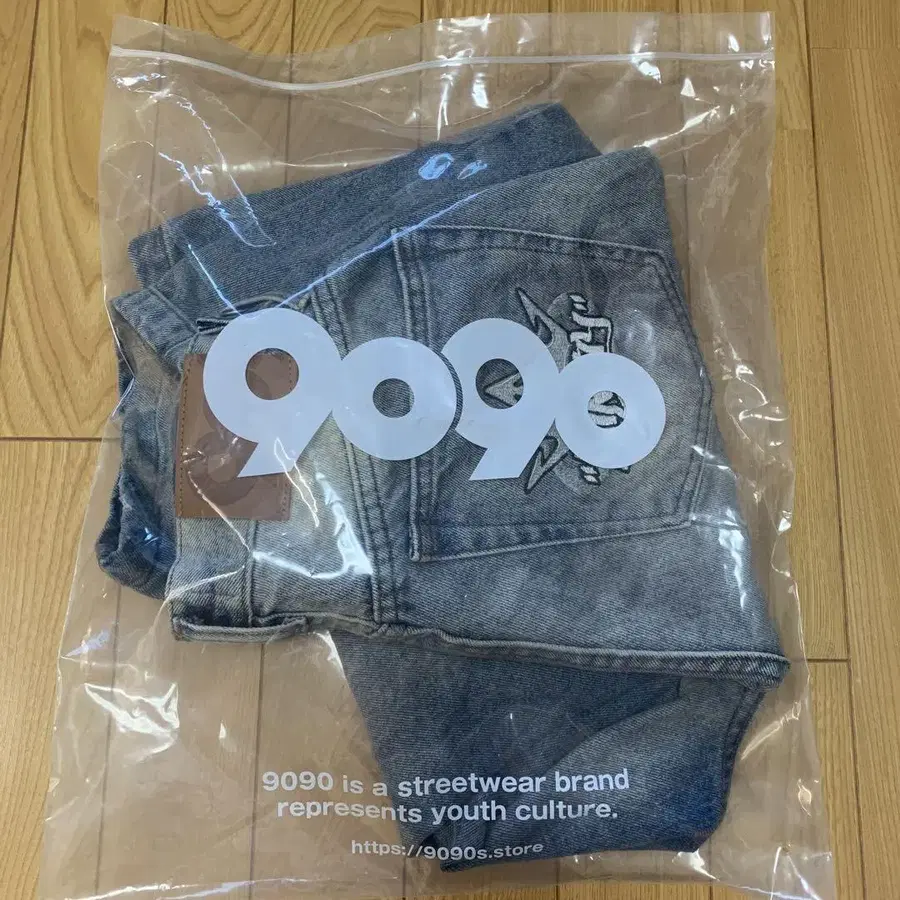 9090
9090 is a streetwear brand
represents youth culture.
https://9090s.store